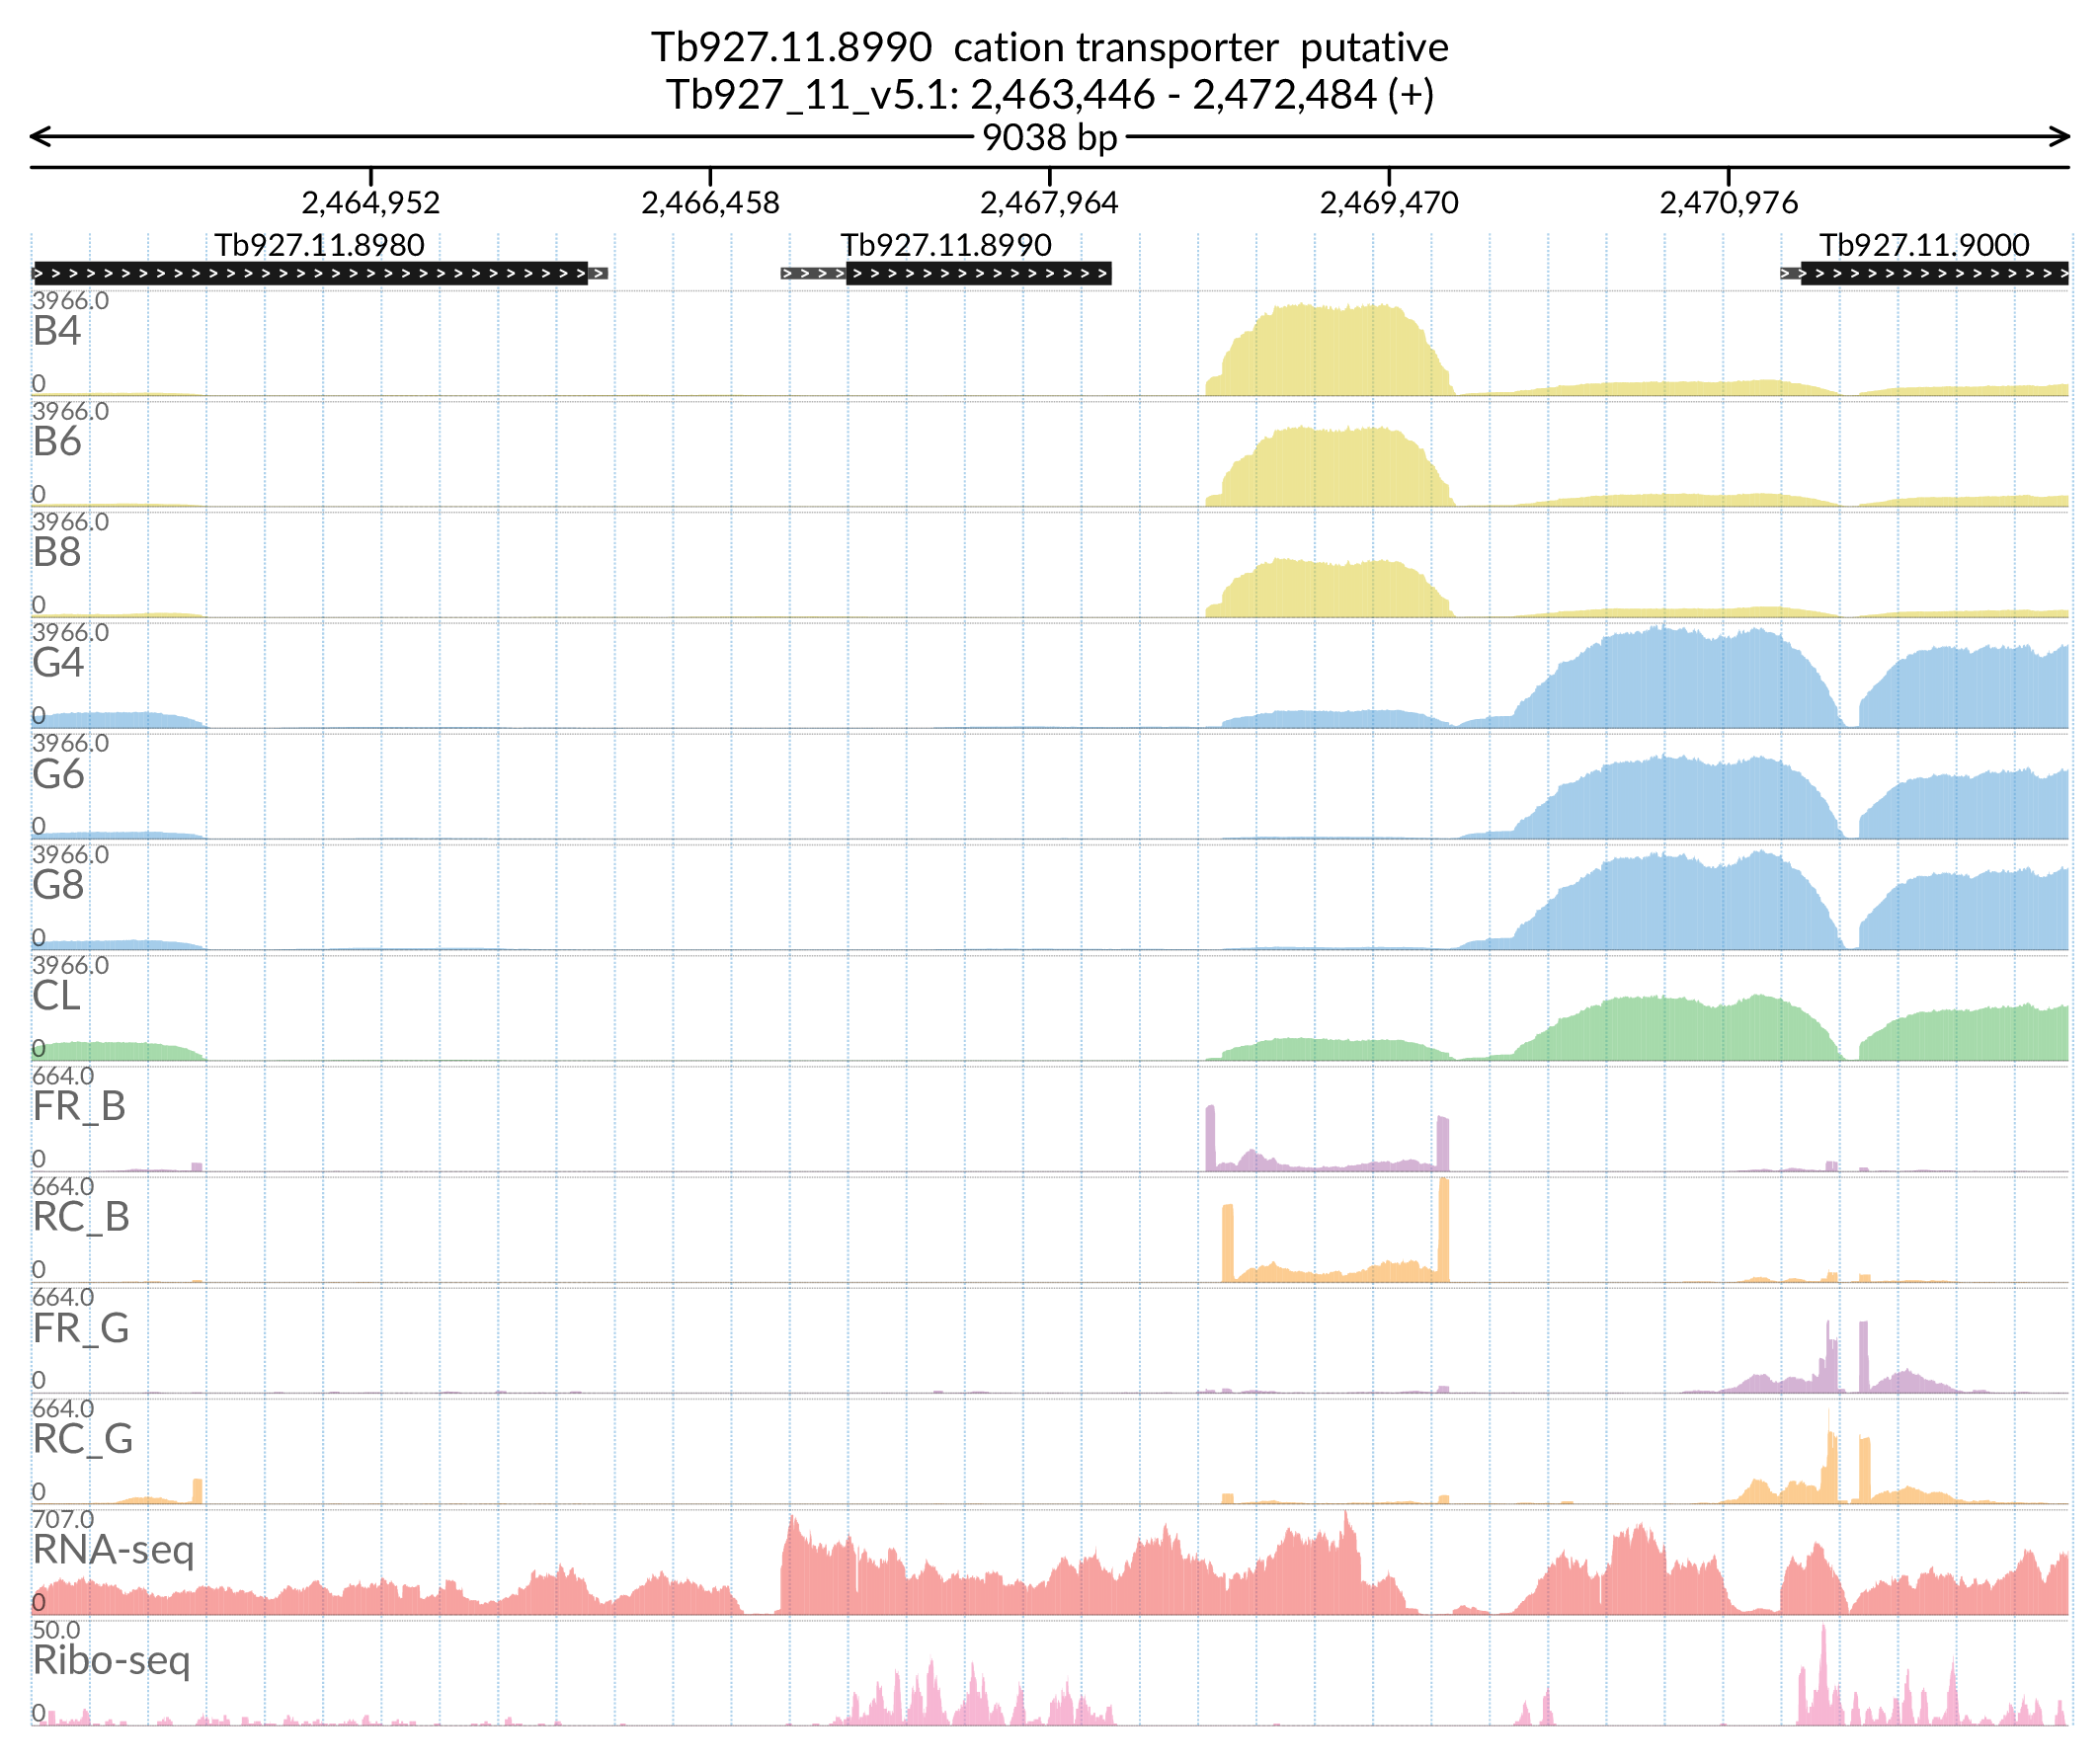 Tb927.11.8990  cation transporter  putative
Tb927_11_v5.1: 2,463,446 - 2,472,484 (+)
9038 bp
2,464,952 2,466,458 2,467,964 2,469,470 2,470,976
Tb927.11.8980 Tb927.11.8990 Tb927.11.9000
3966.0
B4
0
3966.0
B6
0
3966.0
B8
0
3966.0
G4
0
3966.0
G6
0
3966.0
G8
0
3966.0
CL
0
664.0
FR_B
0
664.0
RC_B
0
664.0
FR_G
0
664.0
RC_G
0
707.0
RNA-seq
0
50.0
Ribo-seq
0